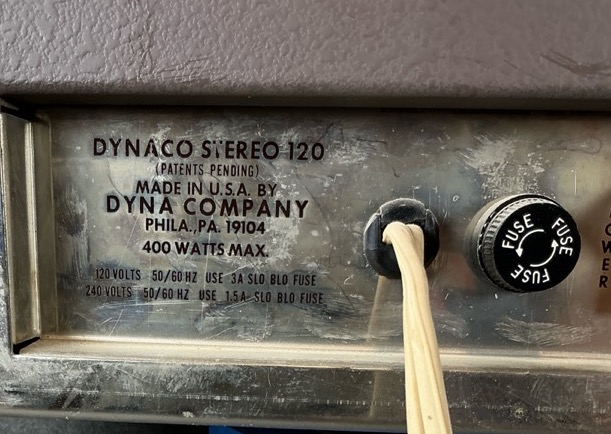 DYNACO STEREO 120
(PATENTS PENDING)
MADE IN U.S.A. BY
DYNA COMPANY
PHILA., PA. 19104
400 WATTS MAX.
120 VOLTS 50/60 HZ USE 3A SLO BLO FUSE
240 VOLTS 50/60 HZ USE 1.5A SLO BLO FUSE
FUSE FUSE FUSE